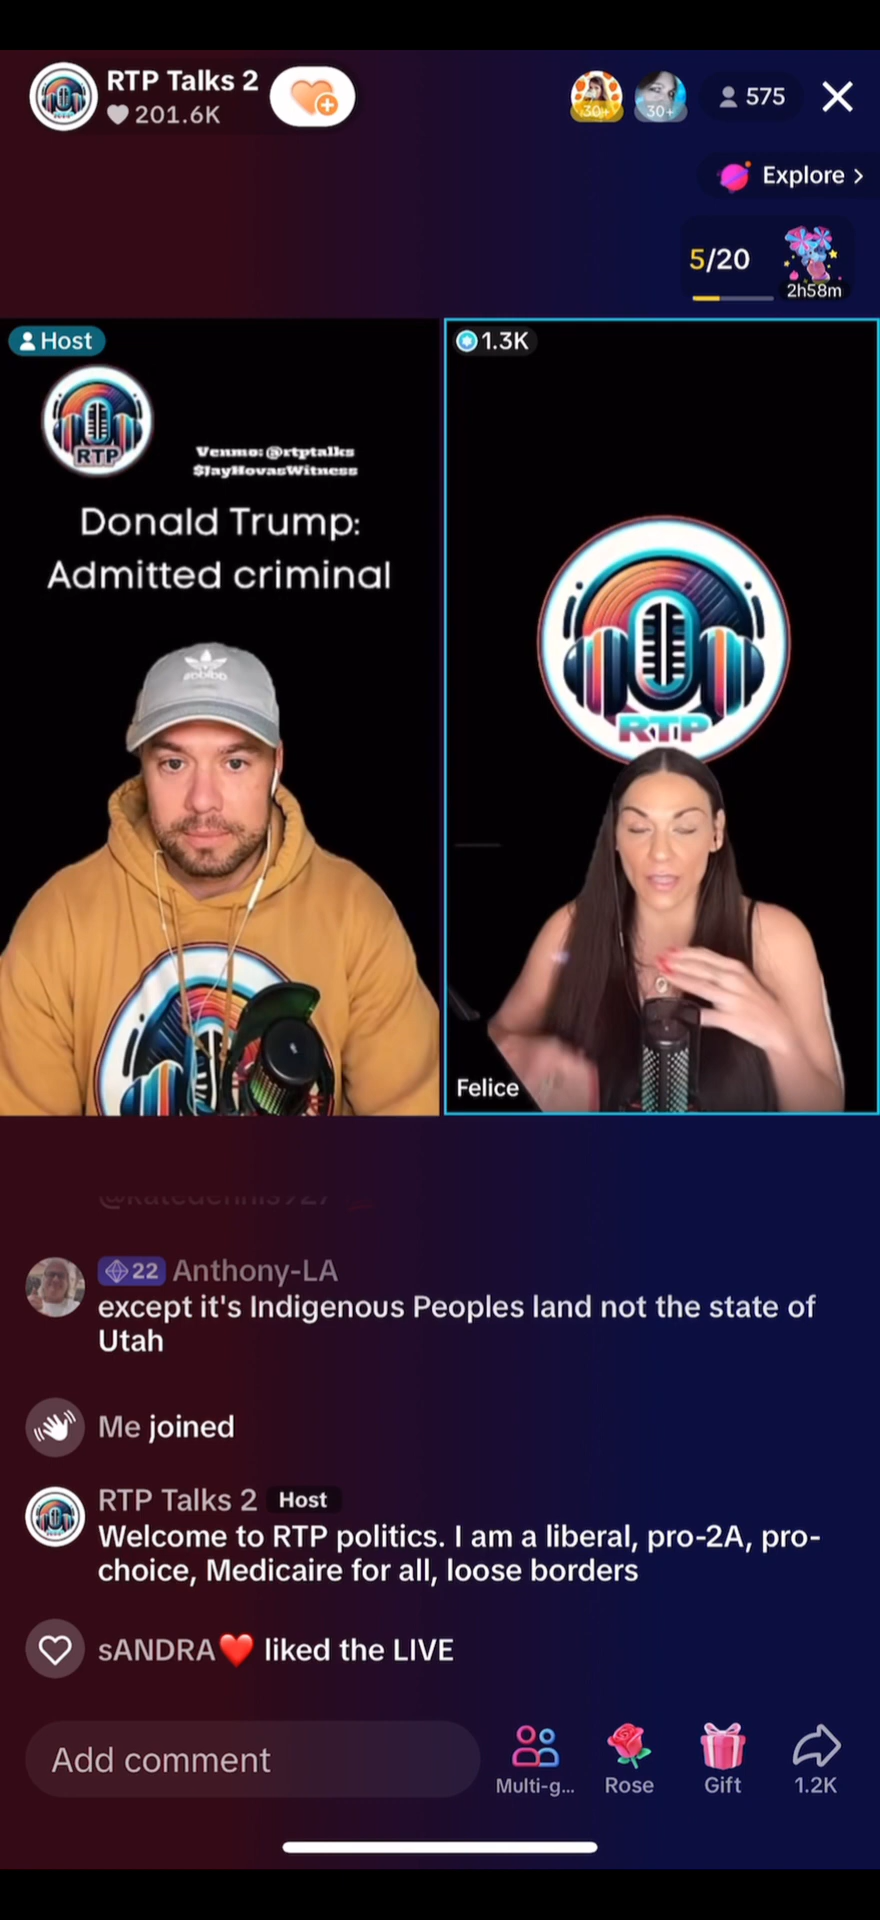 RTP Talks 2
201.6K
30+
30+
575
Explore >
5/20
2h58m
Host
1.3K
RTP
Venmo: @rtptalks
$JayHovasWitness
Donald Trump:
Admitted criminal
adidas
RTP
Felice
22 Anthony-LA
except it's Indigenous Peoples land not the state of
Utah
Me joined
RTP Talks 2 Host
Welcome to RTP politics. I am a liberal, pro-2A, pro-
choice, Medicaire for all, loose borders
sANDRA❤️ liked the LIVE
Add comment
Multi-g...
Rose
Gift
1.2K